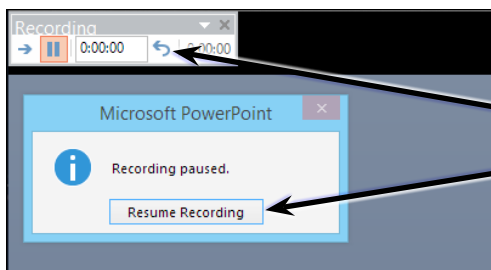 Recording
0:00:00 0:00:00
Microsoft PowerPoint
Recording paused.
Resume Recording